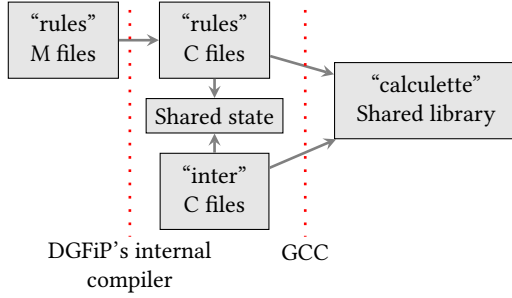 “rules”
M files
“rules”
C files
“calculette”
Shared library
Shared state
“inter”
C files
DGFiP's internal
compiler
GCC